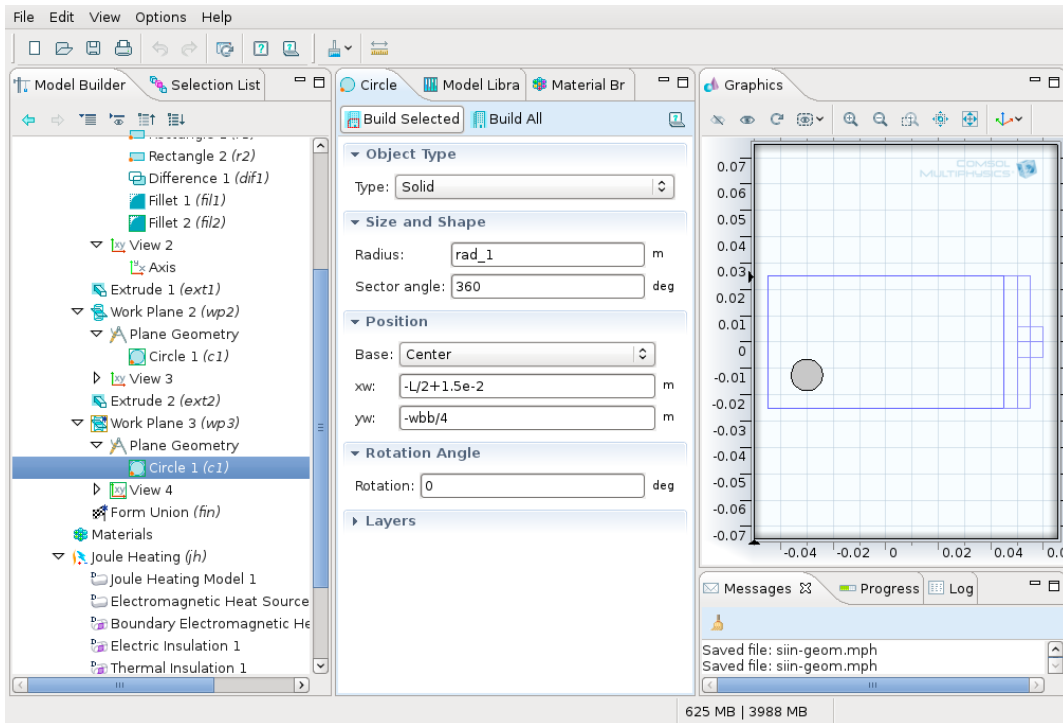 File Edit View Options Help
Model Builder Selection List
Rectangle 1 (r1)
Rectangle 2 (r2)
Difference 1 (dif1)
Fillet 1 (fil1)
Fillet 2 (fil2)
View 2
Axis
Extrude 1 (ext1)
Work Plane 2 (wp2)
Plane Geometry
Circle 1 (c1)
View 3
Extrude 2 (ext2)
Work Plane 3 (wp3)
Plane Geometry
Circle 1 (c1)
View 4
Form Union (fin)
Materials
Joule Heating (jh)
Joule Heating Model 1
Electromagnetic Heat Source
Boundary Electromagnetic He
Electric Insulation 1
Thermal Insulation 1
Circle Model Libra Material Br
Build Selected Build All
Object Type
Type: Solid
Size and Shape
Radius: rad_1 m
Sector angle: 360 deg
Position
Base: Center
xw: -L/2+1.5e-2 m
yw: -wbb/4 m
Rotation Angle
Rotation: 0 deg
Layers
Graphics
COMSOL
MULTIPHYSICS
0.07
0.06
0.05
0.04
0.03
0.02
0.01
0
-0.01
-0.02
-0.03
-0.04
-0.05
-0.06
-0.07
-0.04 -0.02 0 0.02 0.04 0.0
Messages Progress Log
Saved file: siin-geom.mph
Saved file: siin-geom.mph
625 MB | 3988 MB